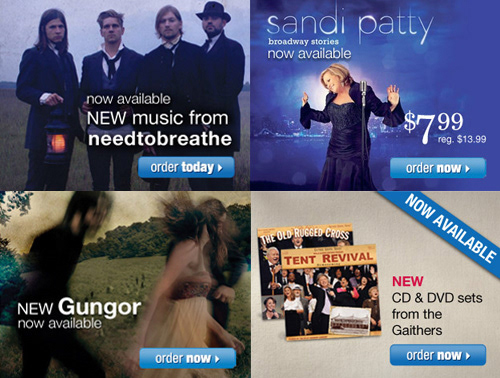 now available
NEW music from
needtobreathe
order today
sandi patty
broadway stories
now available
$7.99
reg. $13.99
order now
NEW Gungor
now available
order now
NOW AVAILABLE
THE OLD RUGGED CROSS
TENT REVIVAL
NEW
CD & DVD sets
from the
Gaithers
order now